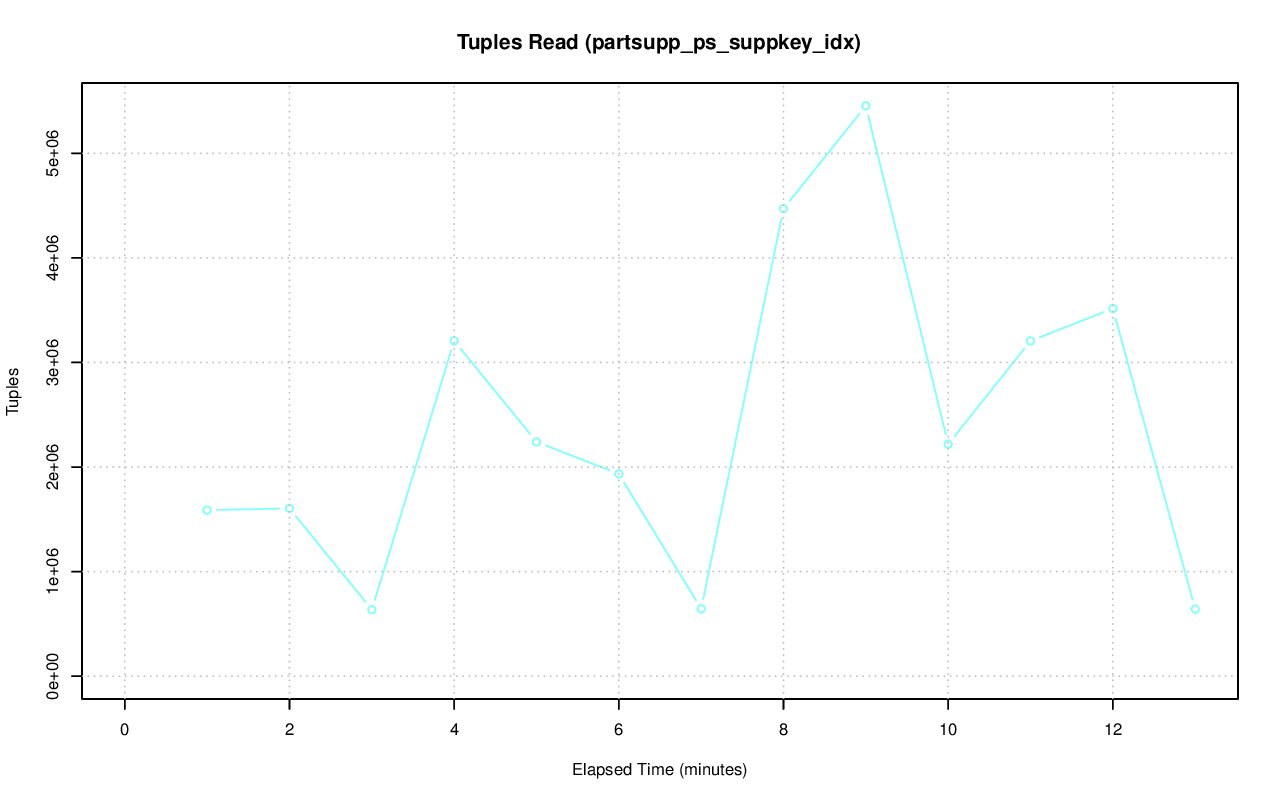 Tuples Read (partsupp_ps_suppkey_idx)
5e+06
4e+06
3e+06
2e+06
1e+06
0e+00
Tuples
0 2 4 6 8 10 12
Elapsed Time (minutes)